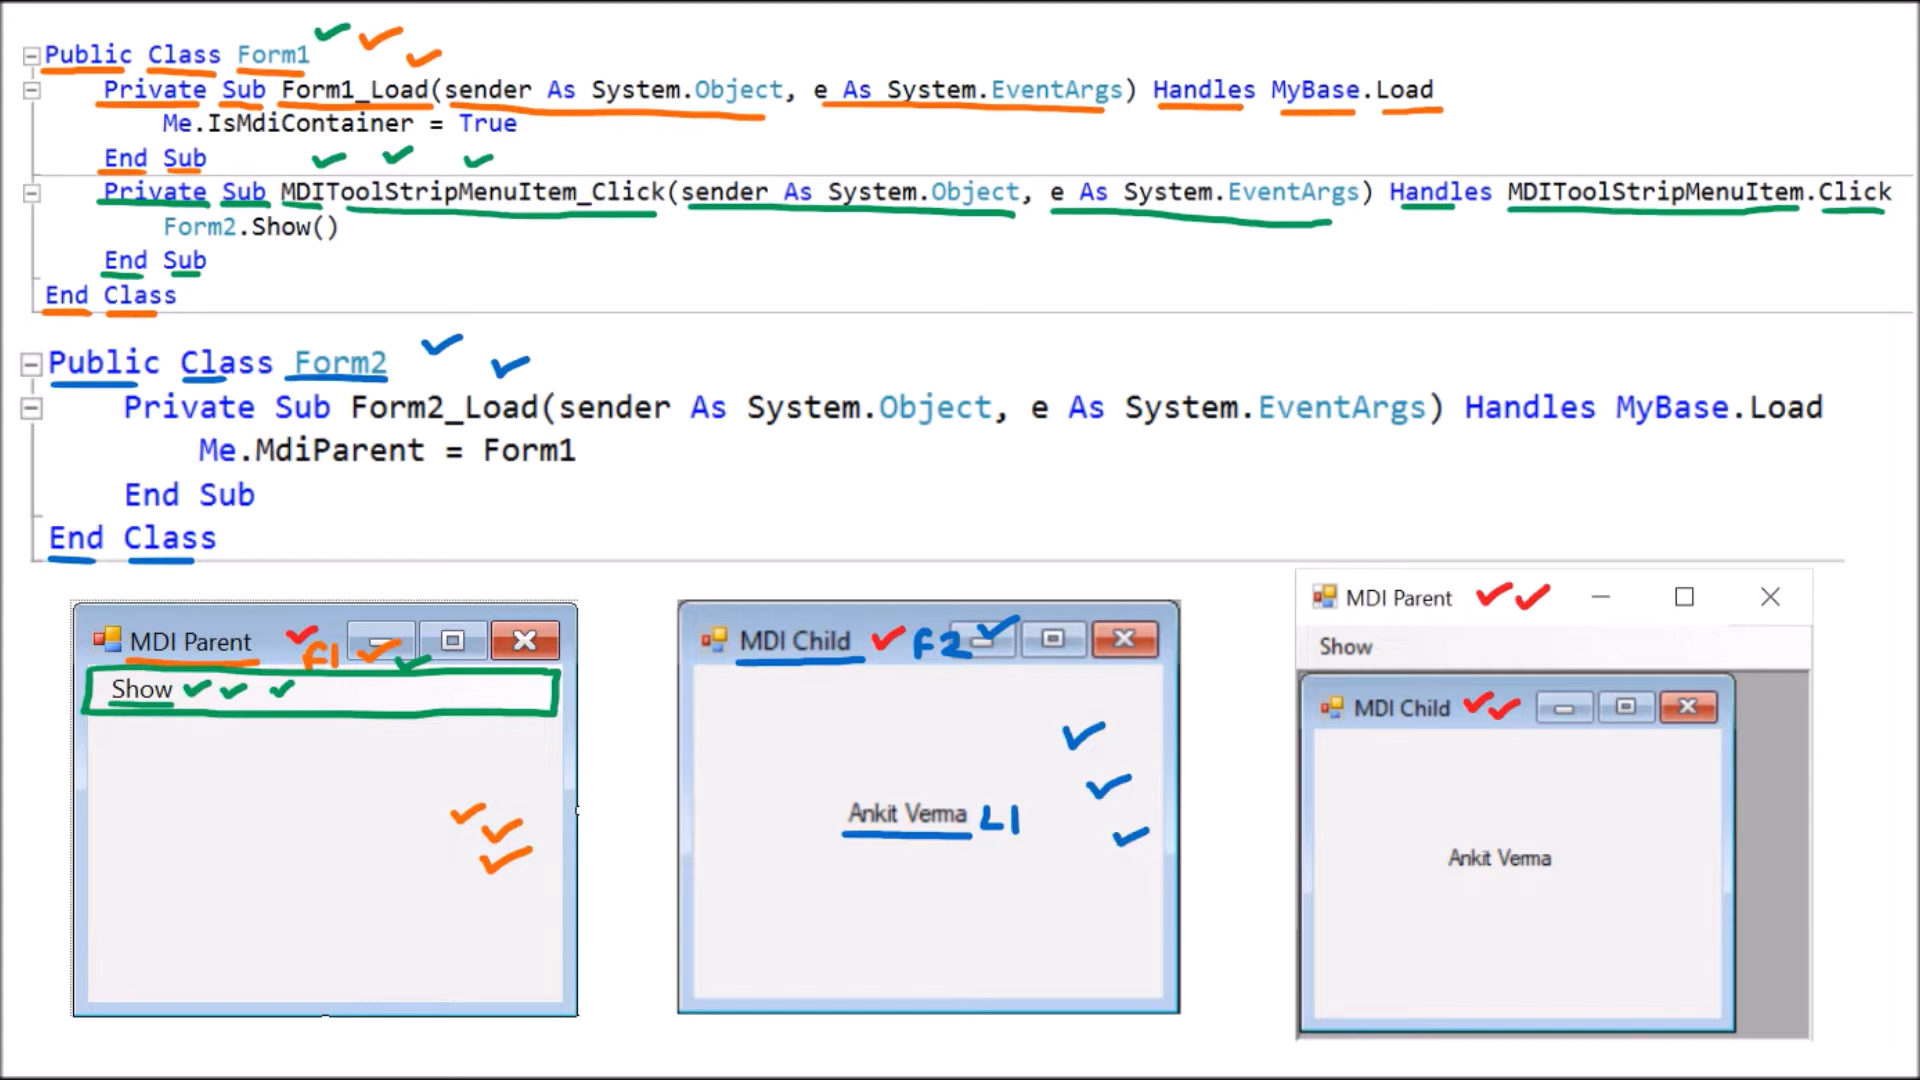 Public Class Form1
Private Sub Form1_Load(sender As System.Object, e As System.EventArgs) Handles MyBase.Load
Me.IsMdiContainer = True
End Sub
Private Sub MDIToolStripMenuItem_Click(sender As System.Object, e As System.EventArgs) Handles MDIToolStripMenuItem.Click
Form2.Show()
End Sub
End Class
Public Class Form2
Private Sub Form2_Load(sender As System.Object, e As System.EventArgs) Handles MyBase.Load
Me.MdiParent = Form1
End Sub
End Class
MDI Parent F1
Show
MDI Child F2
Ankit Verma L1
MDI Parent
Show
MDI Child
Ankit Verma